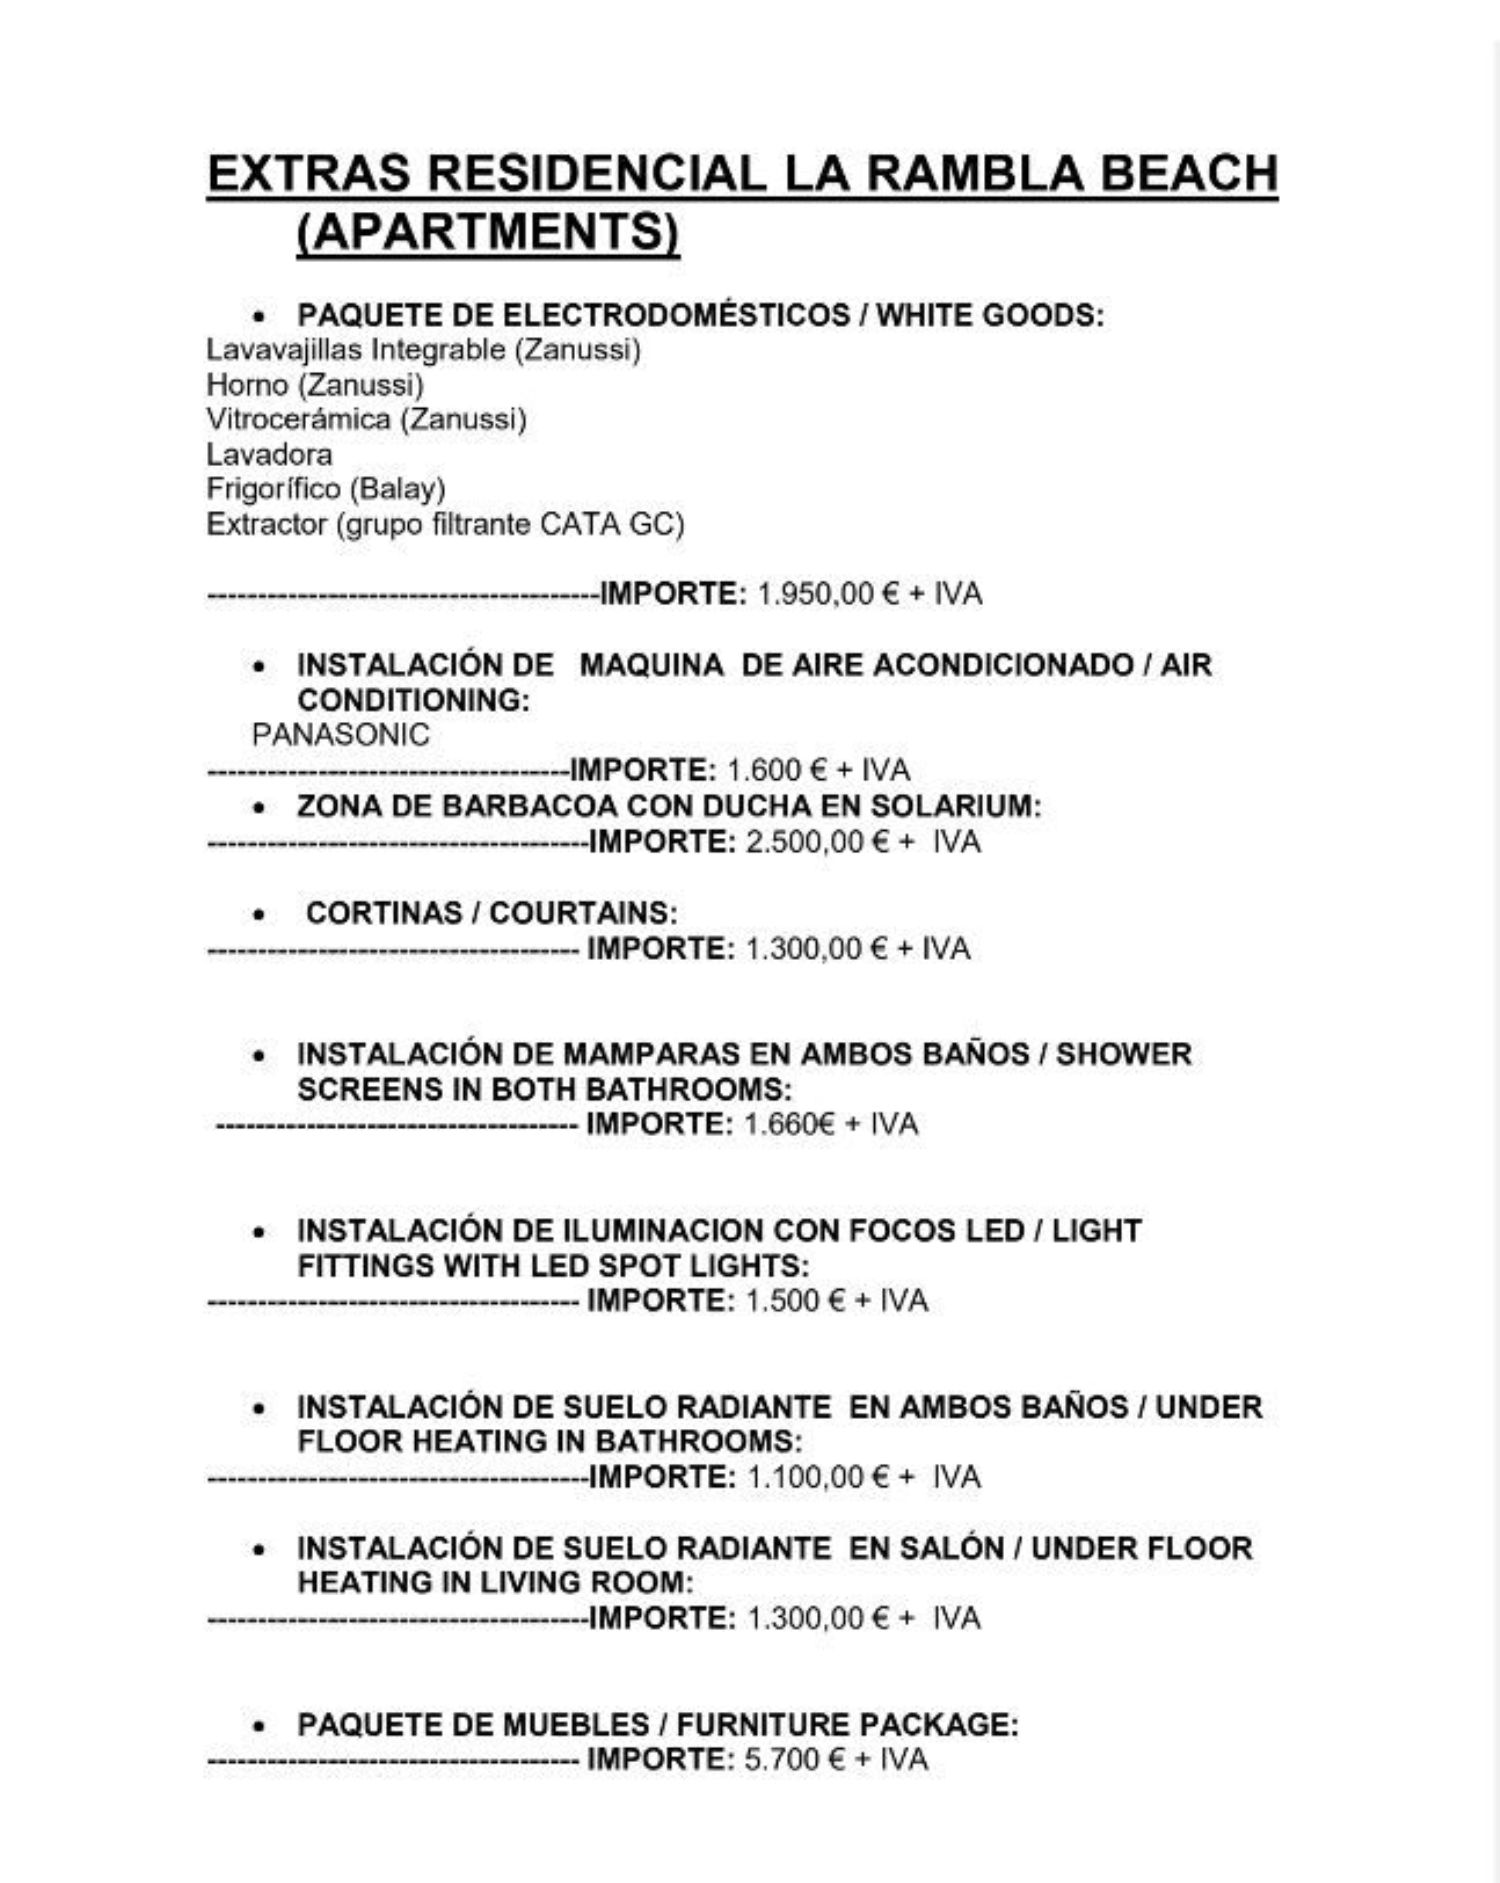 EXTRAS RESIDENCIAL LA RAMBLA BEACH
(APARTMENTS)
• PAQUETE DE ELECTRODOMÉSTICOS / WHITE GOODS:
Lavavajillas Integrable (Zanussi)
Horno (Zanussi)
Vitrocerámica (Zanussi)
Lavadora
Frigorífico (Balay)
Extractor (grupo filtrante CATA GC)
---------------------------------------IMPORTE: 1.950,00 € + IVA
• INSTALACIÓN DE MAQUINA DE AIRE ACONDICIONADO / AIR
CONDITIONING:
PANASONIC
------------------------------------IMPORTE: 1.600 € + IVA
• ZONA DE BARBACOA CON DUCHA EN SOLARIUM:
--------------------------------------IMPORTE: 2.500,00 € + IVA
• CORTINAS / COURTAINS:
------------------------------------- IMPORTE: 1.300,00 € + IVA
• INSTALACIÓN DE MAMPARAS EN AMBOS BAÑOS / SHOWER
SCREENS IN BOTH BATHROOMS:
------------------------------------ IMPORTE: 1.660€ + IVA
• INSTALACIÓN DE ILUMINACION CON FOCOS LED / LIGHT
FITTINGS WITH LED SPOT LIGHTS:
------------------------------------- IMPORTE: 1.500 € + IVA
• INSTALACIÓN DE SUELO RADIANTE EN AMBOS BAÑOS / UNDER
FLOOR HEATING IN BATHROOMS:
--------------------------------------IMPORTE: 1.100,00 € + IVA
• INSTALACIÓN DE SUELO RADIANTE EN SALÓN / UNDER FLOOR
HEATING IN LIVING ROOM:
--------------------------------------IMPORTE: 1.300,00 € + IVA
• PAQUETE DE MUEBLES / FURNITURE PACKAGE:
------------------------------------- IMPORTE: 5.700 € + IVA